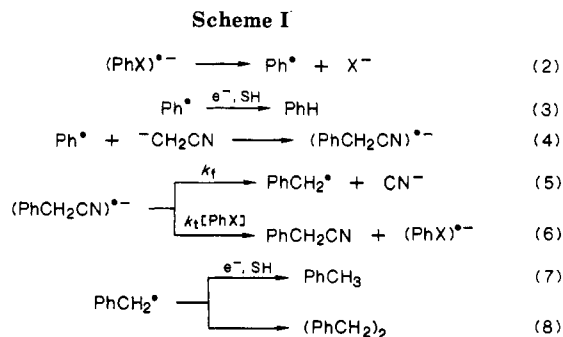 Scheme I
(PhX)•− ⟶ Ph• + X− (2)
Ph• e−, SH ⟶ PhH (3)
Ph• + −CH2CN ⟶ (PhCH2CN)•− (4)
kf PhCH2• + CN− (5)
(PhCH2CN)•−
kt[PhX] PhCH2CN + (PhX)•− (6)
e−, SH PhCH3 (7)
PhCH2•
(PhCH2)2 (8)